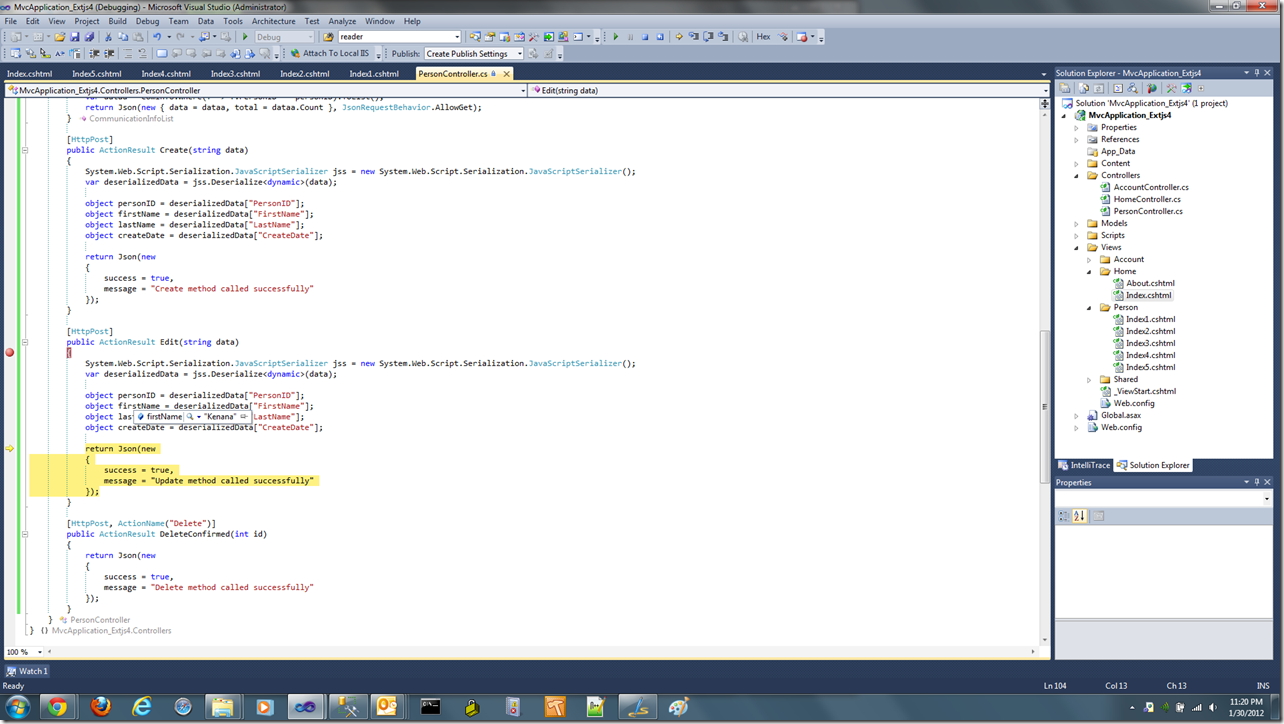 MvcApplication_Extjs4 (Debugging) - Microsoft Visual Studio (Administrator)
File Edit View Project Build Debug Team Data Tools Architecture Test Analyze Window Help
Debug reader Hex
Attach To Local IIS Publish: Create Publish Settings
Index.cshtml Index5.cshtml Index4.cshtml Index3.cshtml Index2.cshtml Index1.cshtml PersonController.cs
MvcApplication_Extjs4.Controllers.PersonController Edit(string data)
return Json(new { data = dataa, total = dataa.Count }, JsonRequestBehavior.AllowGet);
} CommunicationInfoList
[HttpPost]
public ActionResult Create(string data)
{
System.Web.Script.Serialization.JavaScriptSerializer jss = new System.Web.Script.Serialization.JavaScriptSerializer();
var deserializedData = jss.Deserialize<dynamic>(data);
object personID = deserializedData["PersonID"];
object firstName = deserializedData["FirstName"];
object lastName = deserializedData["LastName"];
object createDate = deserializedData["CreateDate"];
return Json(new
{
success = true,
message = "Create method called successfully"
});
}
[HttpPost]
public ActionResult Edit(string data)
{
System.Web.Script.Serialization.JavaScriptSerializer jss = new System.Web.Script.Serialization.JavaScriptSerializer();
var deserializedData = jss.Deserialize<dynamic>(data);
object personID = deserializedData["PersonID"];
object firstName = deserializedData["FirstName"];
object las firstName "Kenana" LastName"];
object createDate = deserializedData["CreateDate"];
return Json(new
{
success = true,
message = "Update method called successfully"
});
}
[HttpPost, ActionName("Delete")]
public ActionResult DeleteConfirmed(int id)
{
return Json(new
{
success = true,
message = "Delete method called successfully"
});
}
} PersonController
} {} MvcApplication_Extjs4.Controllers
100 %
Solution Explorer - MvcApplication_Extjs4
Solution 'MvcApplication_Extjs4' (1 project)
MvcApplication_Extjs4
Properties
References
App_Data
Content
Controllers
AccountController.cs
HomeController.cs
PersonController.cs
Models
Scripts
Views
Account
Home
About.cshtml
Index.cshtml
Person
Index1.cshtml
Index2.cshtml
Index3.cshtml
Index4.cshtml
Index5.cshtml
Shared
_ViewStart.cshtml
Web.config
Global.asax
Web.config
IntelliTrace Solution Explorer
Properties
Watch 1
Ready Ln 104 Col 13 Ch 13 INS
11:20 PM
1/30/2012